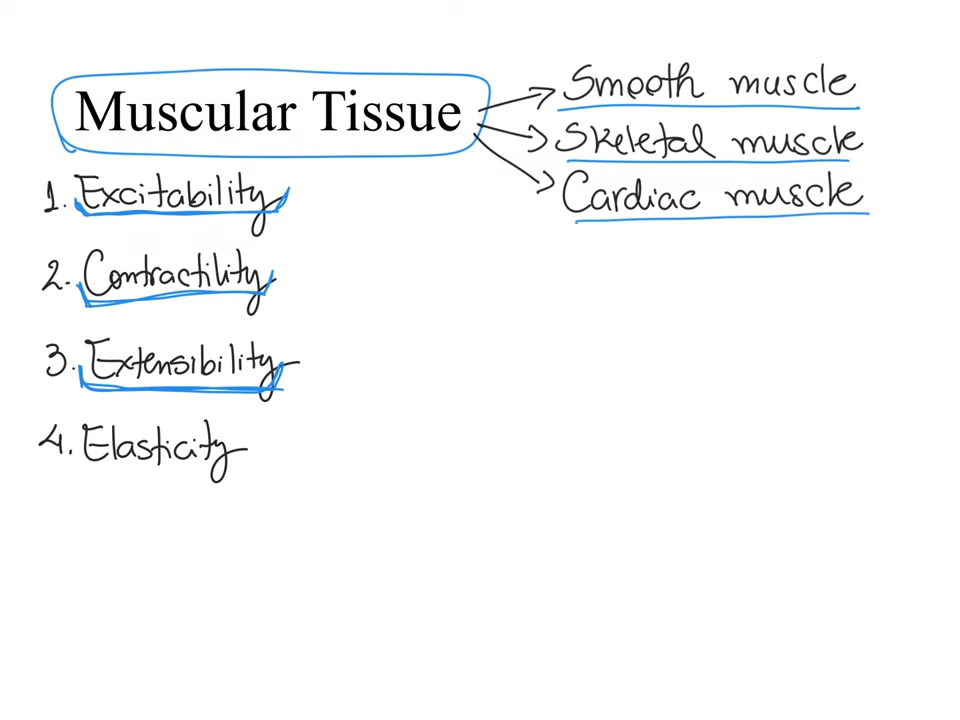 Muscular Tissue
Smooth muscle
Skeletal muscle
Cardiac muscle
1. Excitability
2. Contractility
3. Extensibility
4. Elasticity